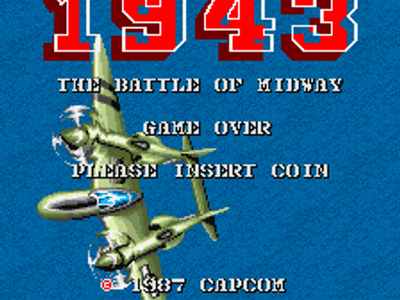 1943
THE BATTLE OF MIDWAY
GAME OVER
PLEASE INSERT COIN
© 1987 CAPCOM